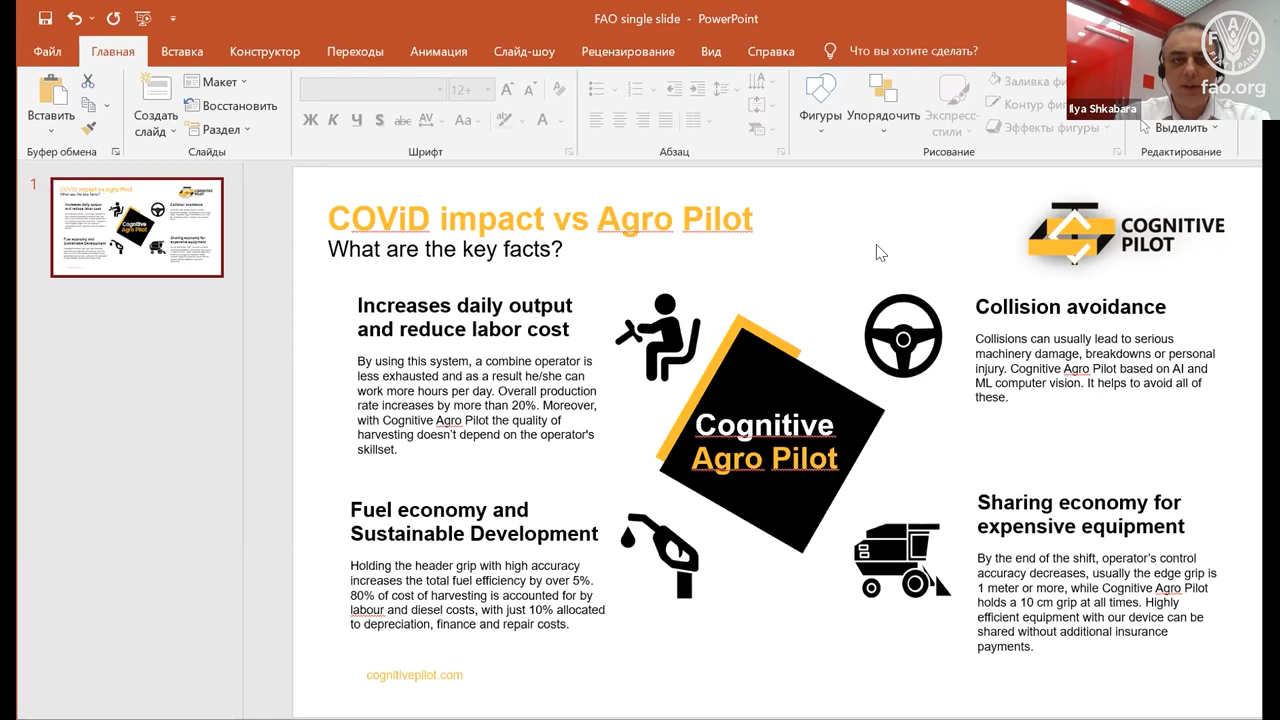 FAO single slide - PowerPoint
Файл
Главная
Вставка
Конструктор
Переходы
Анимация
Слайд-шоу
Рецензирование
Вид
Справка
Что вы хотите сделать?
FAO
FIAT PANIS
fao.org
Ilya Shkabara
Вставить
Буфер обмена
Создать
слайд
Макет
Восстановить
Раздел
Слайды
12+
Ж К Ч S abc AV Aa A
Шрифт
Абзац
Фигуры
Упорядочить
Экспресс-
стили
Заливка фи
Контур фиг
Эффекты фигуры
Рисование
Выделить
Редактирование
1
COViD impact vs Agro Pilot
What are the key facts?
COGNITIVE
PILOT
Increases daily output
and reduce labor cost
By using this system, a combine operator is
less exhausted and as a result he/she can
work more hours per day. Overall production
rate increases by more than 20%. Moreover,
with Cognitive Agro Pilot the quality of
harvesting doesn’t depend on the operator's
skillset.
Collision avoidance
Collisions can usually lead to serious
machinery damage, breakdowns or personal
injury. Cognitive Agro Pilot based on AI and
ML computer vision. It helps to avoid all of
these.
Cognitive
Agro Pilot
Fuel economy and
Sustainable Development
Holding the header grip with high accuracy
increases the total fuel efficiency by over 5%.
80% of cost of harvesting is accounted for by
labour and diesel costs, with just 10% allocated
to depreciation, finance and repair costs.
Sharing economy for
expensive equipment
By the end of the shift, operator’s control
accuracy decreases, usually the edge grip is
1 meter or more, while Cognitive Agro Pilot
holds a 10 cm grip at all times. Highly
efficient equipment with our device can be
shared without additional insurance
payments.
cognitivepilot.com